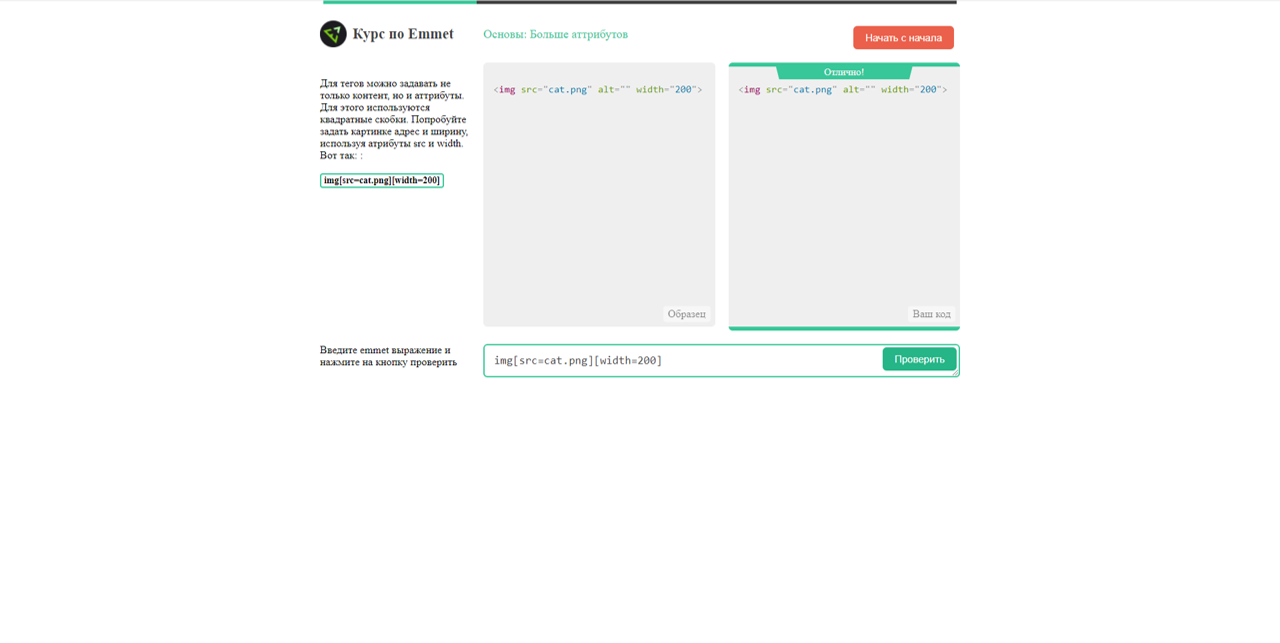 Курс по Emmet
Основы: Больше аттрибутов
Начать с начала
Для тегов можно задавать не
только контент, но и аттрибуты.
Для этого используются
квадратные скобки. Попробуйте
задать картинке адрес и ширину,
используя атрибуты src и width.
Вот так: :
img[src=cat.png][width=200]
<img src="cat.png" alt="" width="200">
Образец
Отлично!
<img src="cat.png" alt="" width="200">
Ваш код
Введите emmet выражение и
нажмите на кнопку проверить
img[src=cat.png][width=200]
Проверить